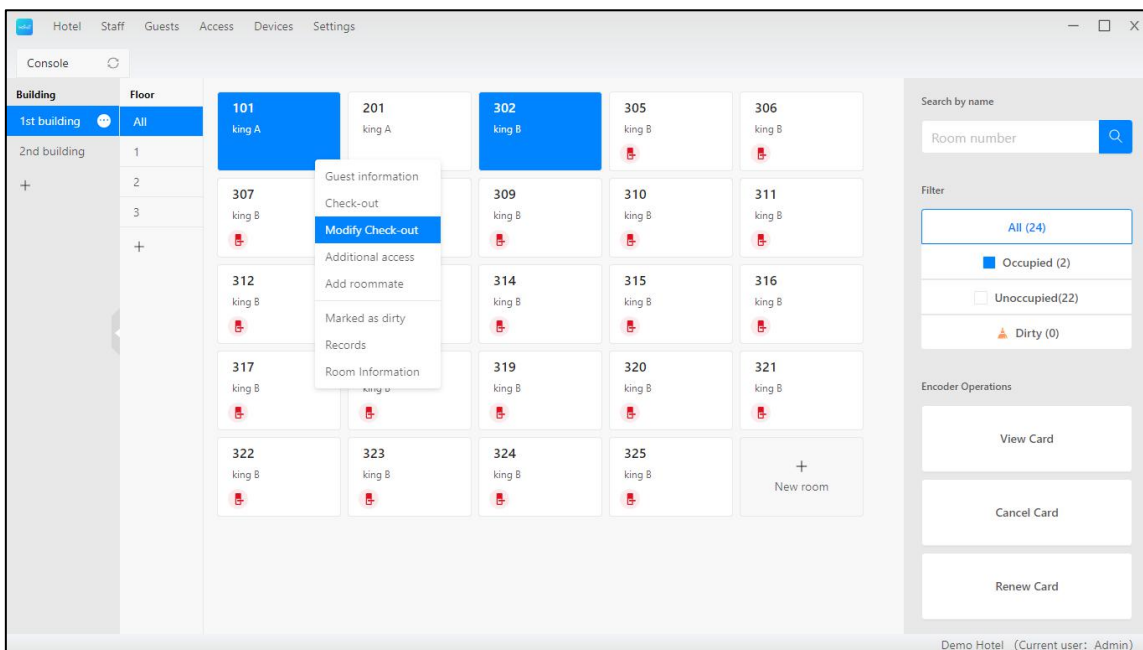 Hotel Staff Guests Access Devices Settings
Console
Building
1st building
2nd building
+
Floor
All
1
2
3
+
101
king A
201
king A
302
king B
305
king B
306
king B
307
king B
309
king B
310
king B
311
king B
312
king B
314
king B
315
king B
316
king B
317
king B
king B
319
king B
320
king B
321
king B
322
king B
323
king B
324
king B
325
king B
+
New room
Guest information
Check-out
Modify Check-out
Additional access
Add roommate
Marked as dirty
Records
Room Information
Search by name
Room number
Filter
All (24)
Occupied (2)
Unoccupied(22)
Dirty (0)
Encoder Operations
View Card
Cancel Card
Renew Card
Demo Hotel (Current user: Admin)